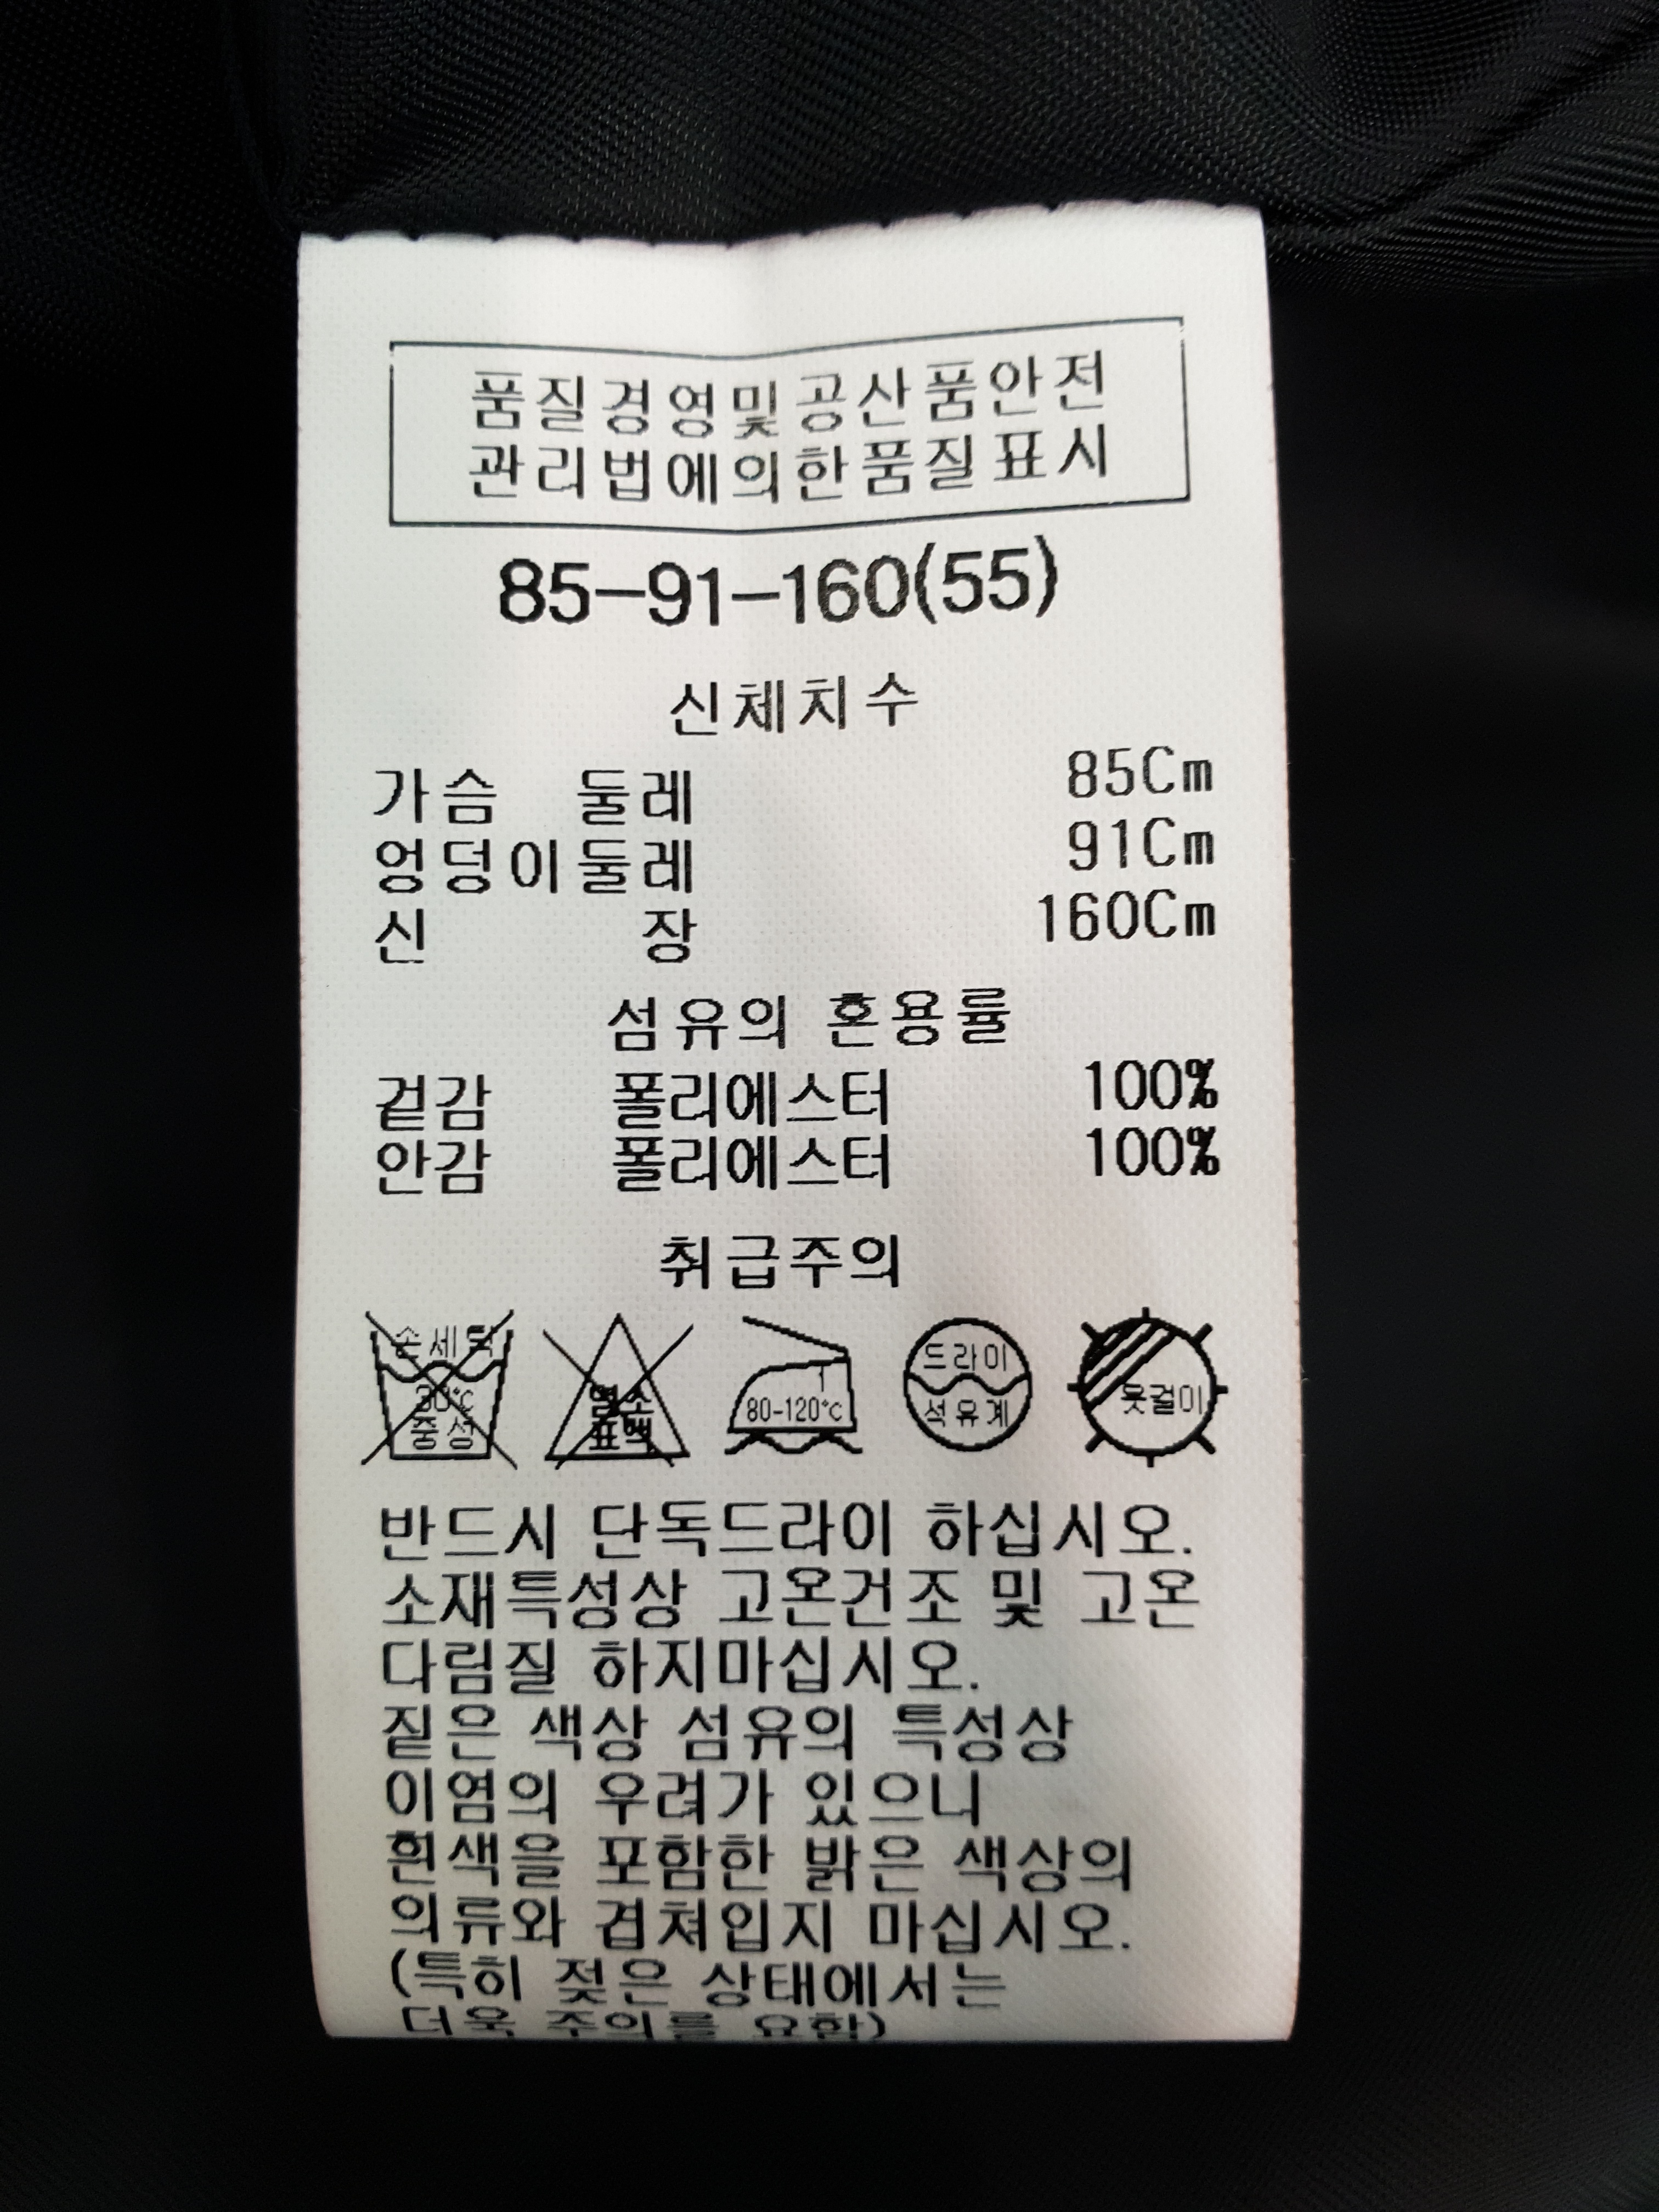 품질경영및공산품안전
관리법에의한품질표시
85-91-160(55)
신체치수
가슴 둘레 85Cm
엉덩이둘레 91Cm
신 장 160Cm
섬유의 혼용률
겉감 폴리에스터 100%
안감 폴리에스터 100%
취급주의
손세탁 30℃ 중성
염소 표백
80-120℃
드라이 석유계
옷걸이
반드시 단독드라이 하십시오.
소재특성상 고온건조 및 고온
다림질 하지마십시오.
짙은 색상 섬유의 특성상
이염의 우려가 있으니
흰색을 포함한 밝은 색상의
의류와 겹쳐입지 마십시오.
(특히 젖은 상태에서는
더욱 주의를 요함)